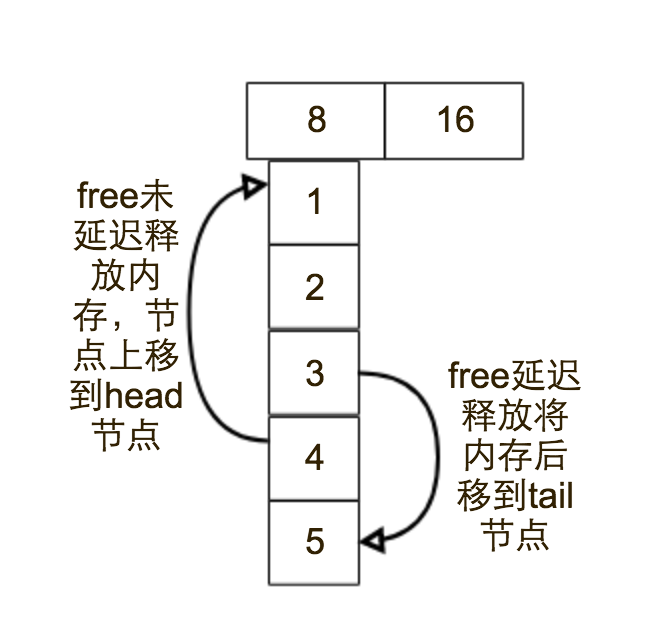 8 16
free未
延迟释
放内
存，节
点上移
到head
节点
1
2
3
4
5
free延迟
释放将
内存后
移到tail
节点